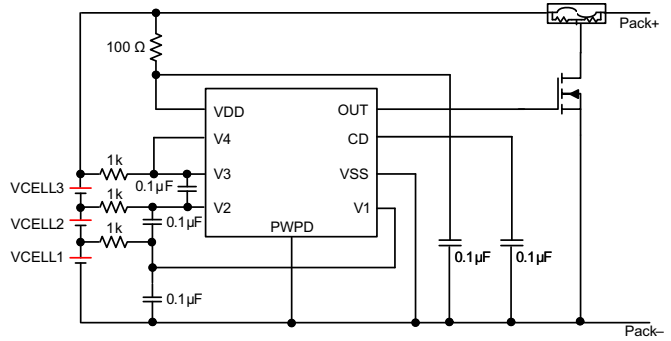 Pack+
100 Ω
VDD
OUT
V4
CD
1k
V3
VSS
0.1µF
VCELL3
1k
V2
V1
0.1µF
VCELL2
1k
PWPD
VCELL1
0.1µF
0.1µF
0.1µF
Pack–